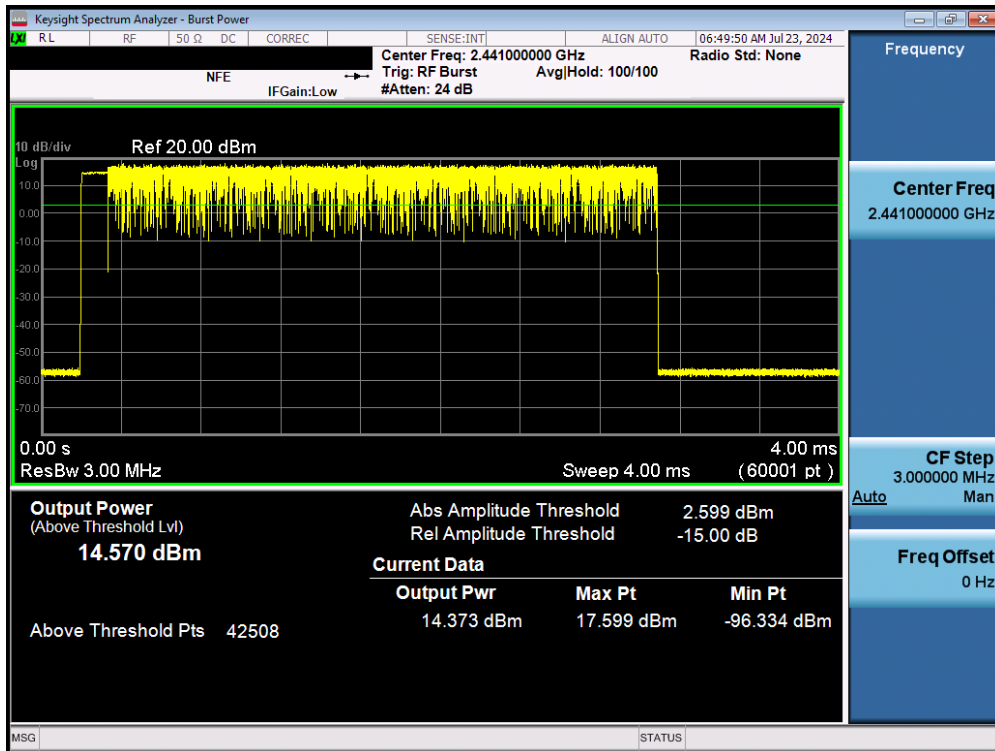 Keysight Spectrum Analyzer - Burst Power
LXI RL RF 50 Ω DC CORREC SENSE:INT ALIGN AUTO 06:49:50 AM Jul 23, 2024
Center Freq: 2.441000000 GHz Radio Std: None
NFE Trig: RF Burst Avg|Hold: 100/100
IFGain:Low #Atten: 24 dB
10 dB/div Ref 20.00 dBm
Log
10.0
0.00
-10.0
-20.0
-30.0
-40.0
-50.0
-60.0
-70.0
0.00 s 4.00 ms
ResBw 3.00 MHz Sweep 4.00 ms (60001 pt )
Output Power
(Above Threshold Lvl)
14.570 dBm
Above Threshold Pts 42508
Abs Amplitude Threshold 2.599 dBm
Rel Amplitude Threshold -15.00 dB
Current Data
Output Pwr Max Pt Min Pt
14.373 dBm 17.599 dBm -96.334 dBm
Frequency
Center Freq
2.441000000 GHz
CF Step
3.000000 MHz
Auto Man
Freq Offset
0 Hz
MSG STATUS